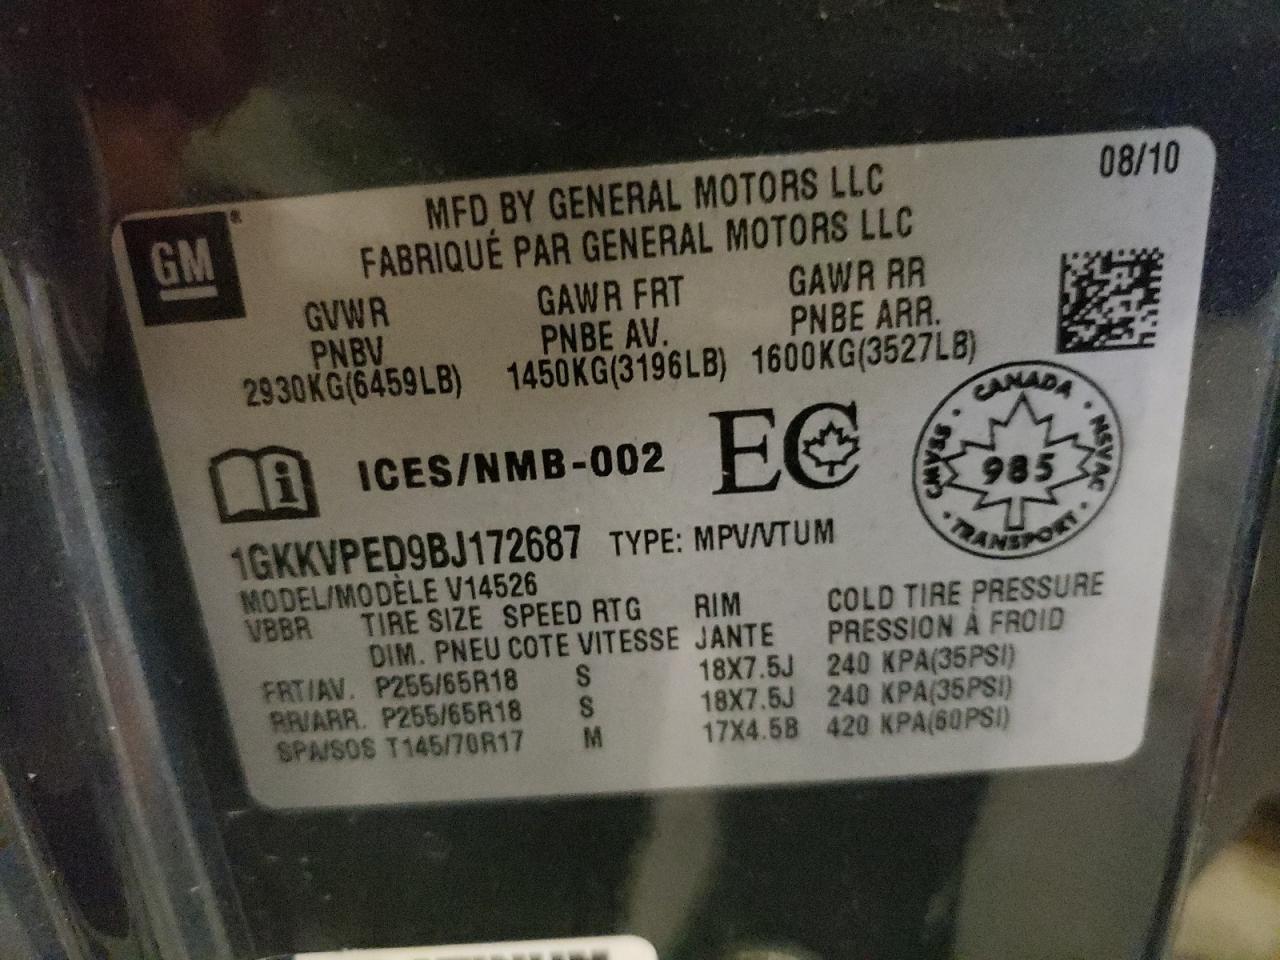 08/10
GM
MFD BY GENERAL MOTORS LLC
FABRIQUÉ PAR GENERAL MOTORS LLC
GVWR GAWR FRT GAWR RR
PNBV PNBE AV. PNBE ARR.
2930KG(6459LB) 1450KG(3196LB) 1600KG(3527LB)
ICES/NMB-002 EC
CANADA
CMVSS 985 NSVAC
TRANSPORT
1GKKVPED9BJ172687 TYPE: MPV/VTUM
MODEL/MODÈLE V14526
VBBR TIRE SIZE SPEED RTG RIM COLD TIRE PRESSURE
DIM. PNEU COTE VITESSE JANTE PRESSION À FROID
FRT/AV. P255/65R18 S 18X7.5J 240 KPA(35PSI)
RR/ARR. P255/65R18 S 18X7.5J 240 KPA(35PSI)
SPA/SOS T145/70R17 M 17X4.5B 420 KPA(60PSI)